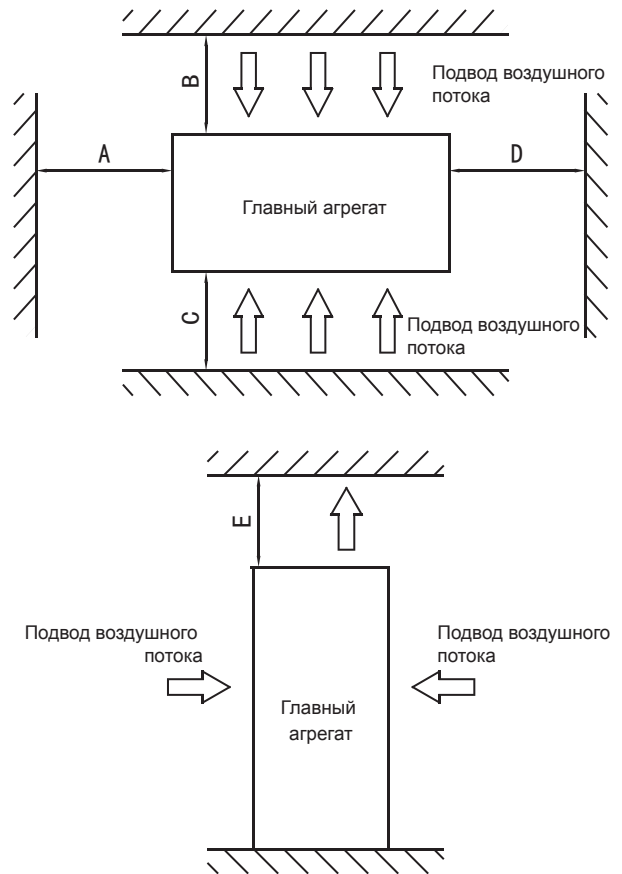 B
Подвод воздушного
потока
A
D
Главный агрегат
C
Подвод воздушного
потока
E
Подвод воздушного
потока
Подвод воздушного
потока
Главный
агрегат